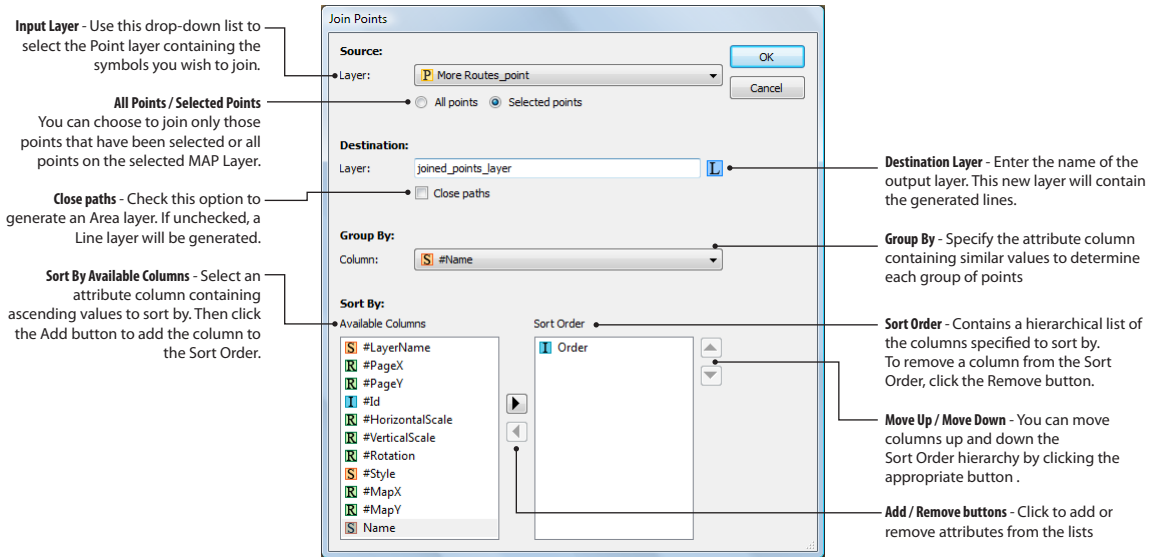 Input Layer - Use this drop-down list to
select the Point layer containing the
symbols you wish to join.
All Points / Selected Points
You can choose to join only those
points that have been selected or all
points on the selected MAP Layer.
Close paths - Check this option to
generate an Area layer. If unchecked, a
Line layer will be generated.
Sort By Available Columns - Select an
attribute column containing
ascending values to sort by. Then click
the Add button to add the column to
the Sort Order.
Join Points
Source:
Layer:
P More Routes_point
All points
Selected points
OK
Cancel
Destination:
Layer:
joined_points_layer
L
Close paths
Group By:
Column:
S #Name
Sort By:
Available Columns
S #LayerName
R #PageX
R #PageY
I #Id
R #HorizontalScale
R #VerticalScale
R #Rotation
S #Style
R #MapX
R #MapY
S Name
Sort Order
I Order
Destination Layer - Enter the name of the
output layer. This new layer will contain
the generated lines.
Group By - Specify the attribute column
containing similar values to determine
each group of points
Sort Order - Contains a hierarchical list of
the columns specified to sort by.
To remove a column from the Sort
Order, click the Remove button.
Move Up / Move Down - You can move
columns up and down the
Sort Order hierarchy by clicking the
appropriate button .
Add / Remove buttons - Click to add or
remove attributes from the lists